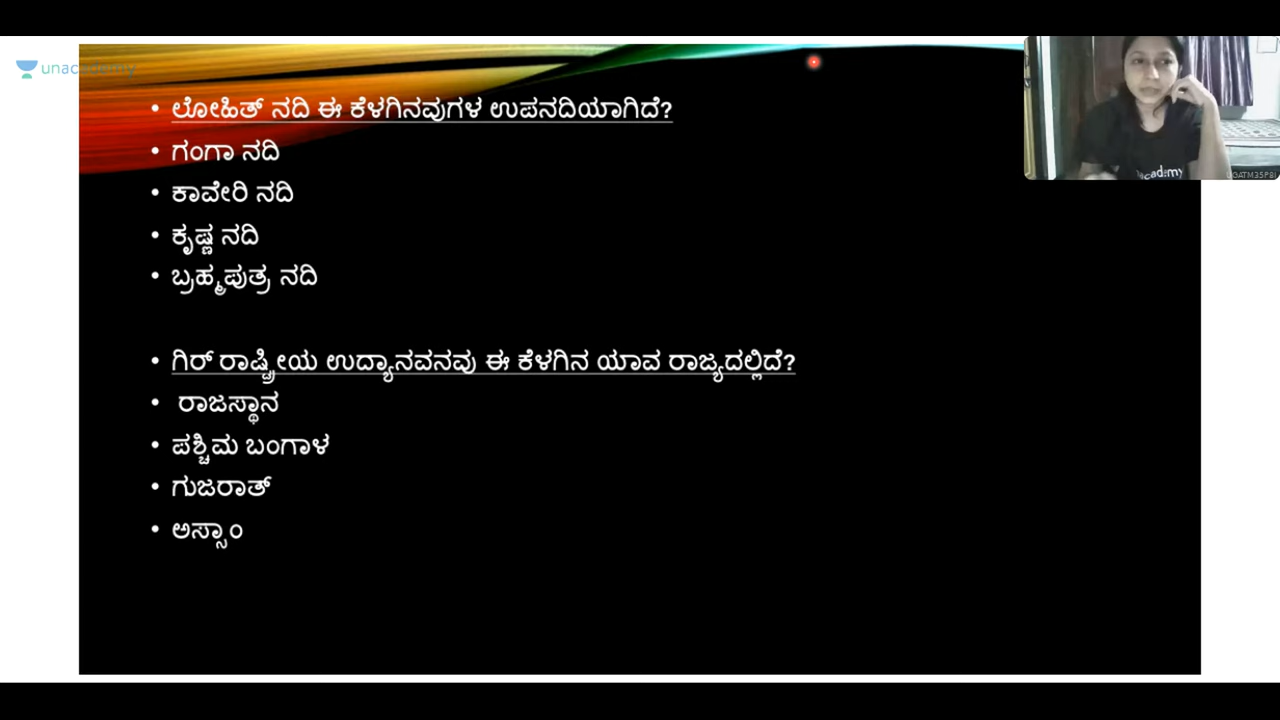 unacademy
• ಲೋಹಿತ್ ನದಿ ಈ ಕೆಳಗಿನವುಗಳ ಉಪನದಿಯಾಗಿದೆ?
• ಗಂಗಾ ನದಿ
• ಕಾವೇರಿ ನದಿ
• ಕೃಷ್ಣ ನದಿ
• ಬ್ರಹ್ಮಪುತ್ರ ನದಿ
• ಗಿರ್ ರಾಷ್ಟ್ರೀಯ ಉದ್ಯಾನವನವು ಈ ಕೆಳಗಿನ ಯಾವ ರಾಜ್ಯದಲ್ಲಿದೆ?
• ರಾಜಸ್ಥಾನ
• ಪಶ್ಚಿಮ ಬಂಗಾಳ
• ಗುಜರಾತ್
• ಅಸ್ಸಾಂ